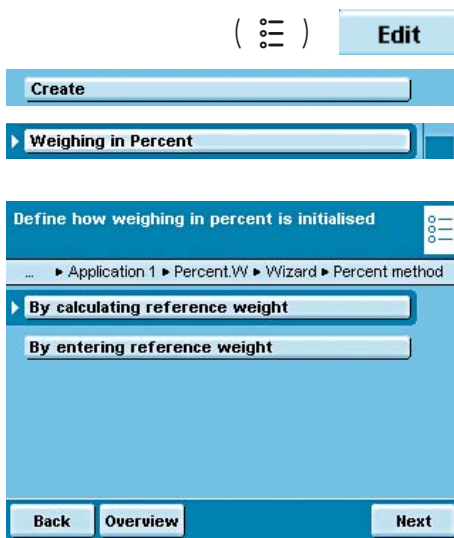 ( ) Edit
Create
Weighing in Percent
Define how weighing in percent is initialised
... ▸ Application 1 ▸ Percent.W ▸ Wizard ▸ Percent method
By calculating reference weight
By entering reference weight
Back Overview Next